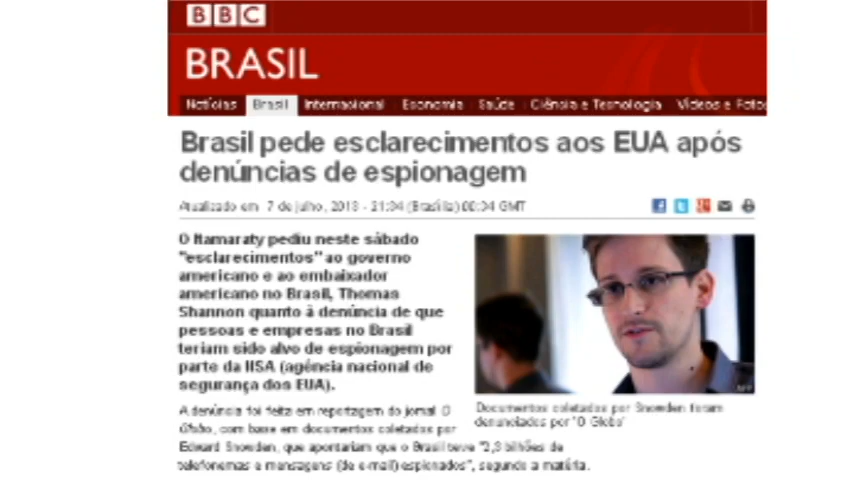 BBC
BRASIL
Notícias Brasil Internacional Economia Saúde Ciência e Tecnologia Vídeos e Fotos
Brasil pede esclarecimentos aos EUA após
denúncias de espionagem
Atualizado em 7 de julho, 2013 - 21:34 (Brasília) 00:34 GMT
O Itamaraty pediu neste sábado
"esclarecimentos" ao governo
americano e ao embaixador
americano no Brasil, Thomas
Shannon quanto à denúncia de que
pessoas e empresas no Brasil
teriam sido alvo de espionagem por
parte da NSA (agência nacional de
segurança dos EUA).
AFP
Documentos coletados por Snowden foram
denunciados por 'O Globo'
A denúncia foi feita em reportagem do jornal O
Globo, com base em documentos coletados por
Edward Snowden, que apontariam que o Brasil teve "2,3 bilhões de
telefonemas e mensagens (de e-mail) espionados", segundo a matéria.